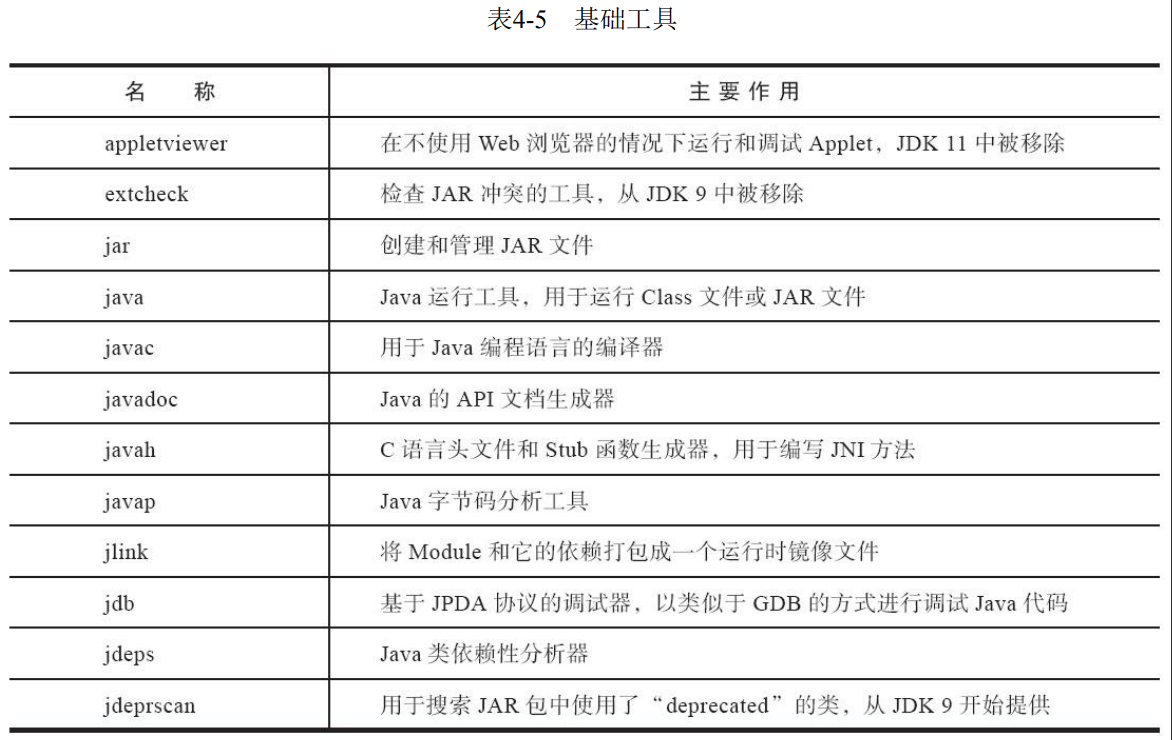 表4-5 基础工具
名 称 主 要 作 用
appletviewer 在不使用 Web 浏览器的情况下运行和调试 Applet，JDK 11 中被移除
extcheck 检查 JAR 冲突的工具，从 JDK 9 中被移除
jar 创建和管理 JAR 文件
java Java 运行工具，用于运行 Class 文件或 JAR 文件
javac 用于 Java 编程语言的编译器
javadoc Java 的 API 文档生成器
javah C 语言头文件和 Stub 函数生成器，用于编写 JNI 方法
javap Java 字节码分析工具
jlink 将 Module 和它的依赖打包成一个运行时镜像文件
jdb 基于 JPDA 协议的调试器，以类似于 GDB 的方式进行调试 Java 代码
jdeps Java 类依赖性分析器
jdeprscan 用于搜索 JAR 包中使用了“deprecated”的类，从 JDK 9 开始提供